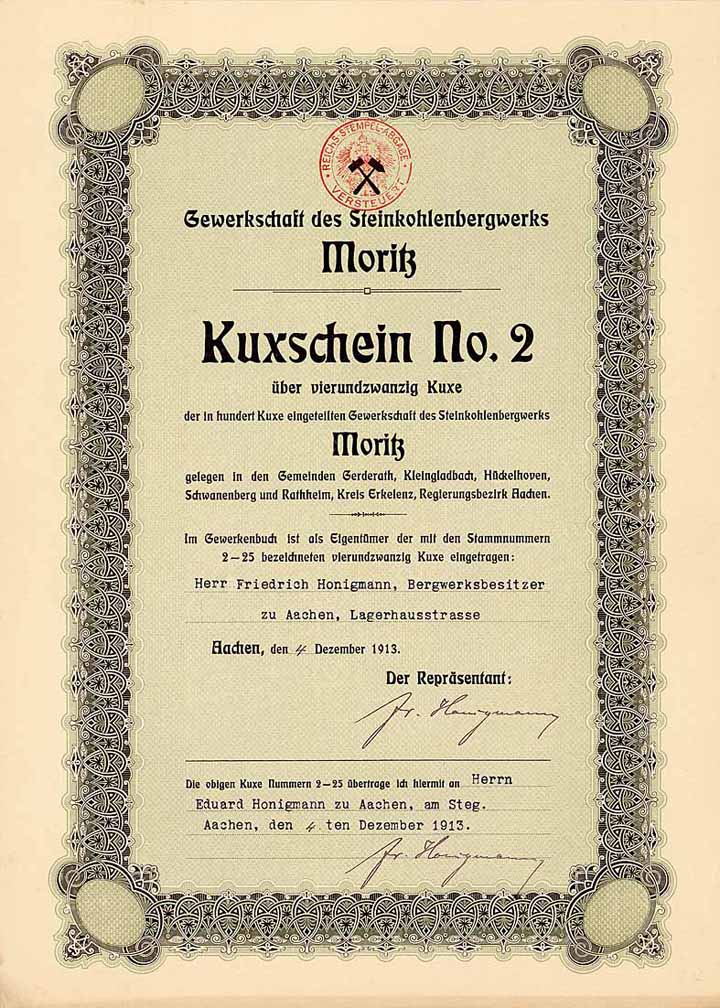 REICHS-STEMPEL-ABGABE
VERSTEUERT
Gewerkschaft des Steinkohlenbergwerks
Moritz
Kuxschein No. 2
über vierundzwanzig Kuxe
der in hundert Kuxe eingeteilten Gewerkschaft des Steinkohlenbergwerks
Moritz
gelegen in den Gemeinden Gerderath, Kleingladbach, Hückelhoven,
Schwanenberg und Rathheim, Kreis Erkelenz, Regierungsbezirk Aachen.
Im Gewerkenbuch ist als Eigentümer der mit den Stammnummern
2–25 bezeichneten vierundzwanzig Kuxe eingetragen:
Herr Friedrich Honigmann, Bergwerksbesitzer
zu Aachen, Lagerhausstrasse
Aachen, den 4 Dezember 1913.
Der Repräsentant:
Fr. Honigmann
Die obigen Kuxe Nummern 2–25 übertrage ich hiermit an Herrn
Eduard Honigmann zu Aachen, am Steg.
Aachen, den 4 ten Dezember 1913.
Fr. Honigmann